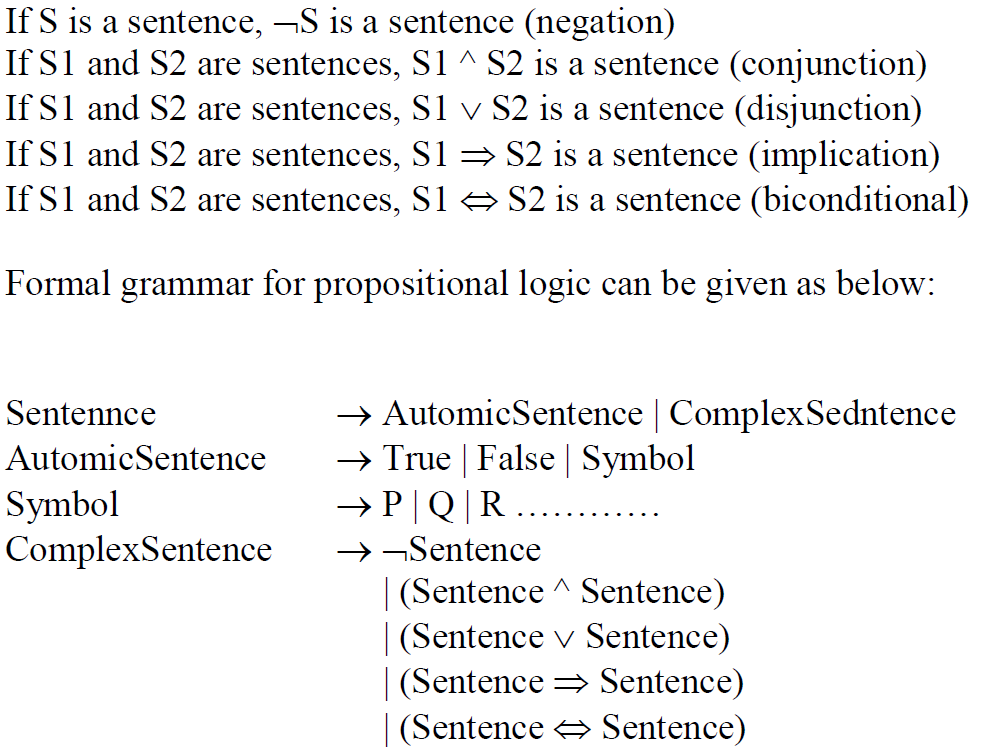 If S is a sentence, ¬S is a sentence (negation)
If S1 and S2 are sentences, S1 ^ S2 is a sentence (conjunction)
If S1 and S2 are sentences, S1 ∨ S2 is a sentence (disjunction)
If S1 and S2 are sentences, S1 ⇒ S2 is a sentence (implication)
If S1 and S2 are sentences, S1 ⇔ S2 is a sentence (biconditional)
Formal grammar for propositional logic can be given as below:
Sentennce → AutomicSentence | ComplexSedntence
AutomicSentence → True | False | Symbol
Symbol → P | Q | R …………
ComplexSentence → ¬Sentence
| (Sentence ^ Sentence)
| (Sentence ∨ Sentence)
| (Sentence ⇒ Sentence)
| (Sentence ⇔ Sentence)